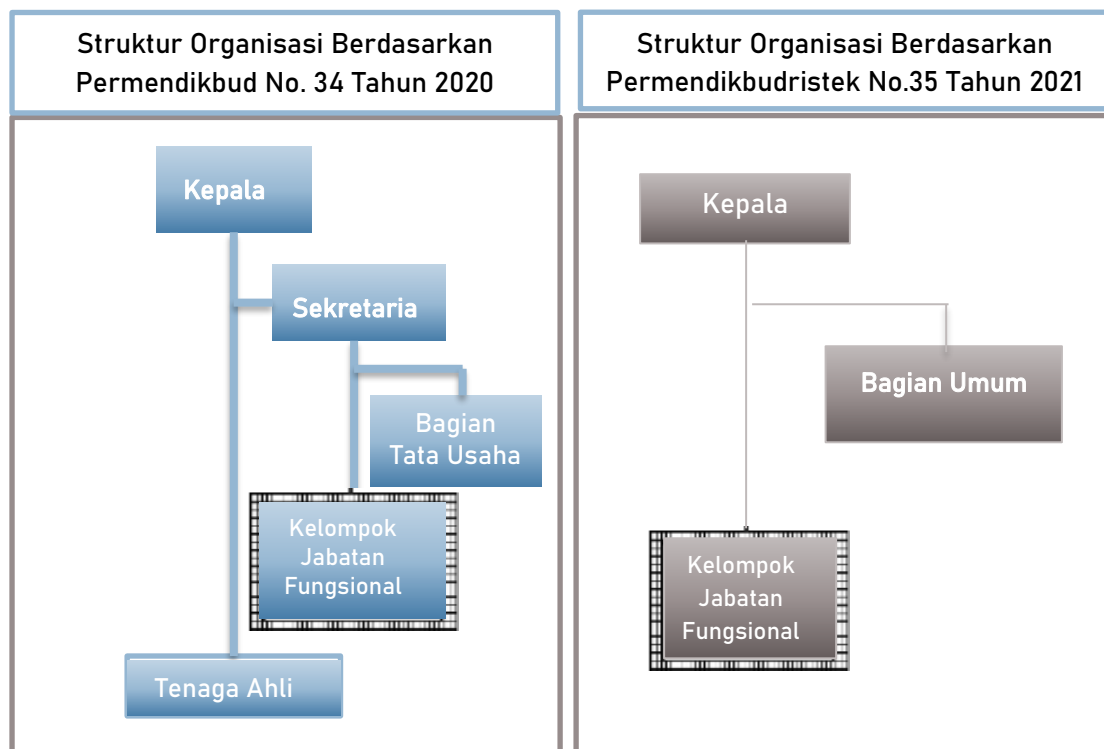 Struktur Organisasi Berdasarkan
Permendikbud No. 34 Tahun 2020
Kepala
Sekretaria
Bagian
Tata Usaha
Kelompok
Jabatan
Fungsional
Tenaga Ahli
Struktur Organisasi Berdasarkan
Permendikbudristek No.35 Tahun 2021
Kepala
Bagian Umum
Kelompok
Jabatan
Fungsional